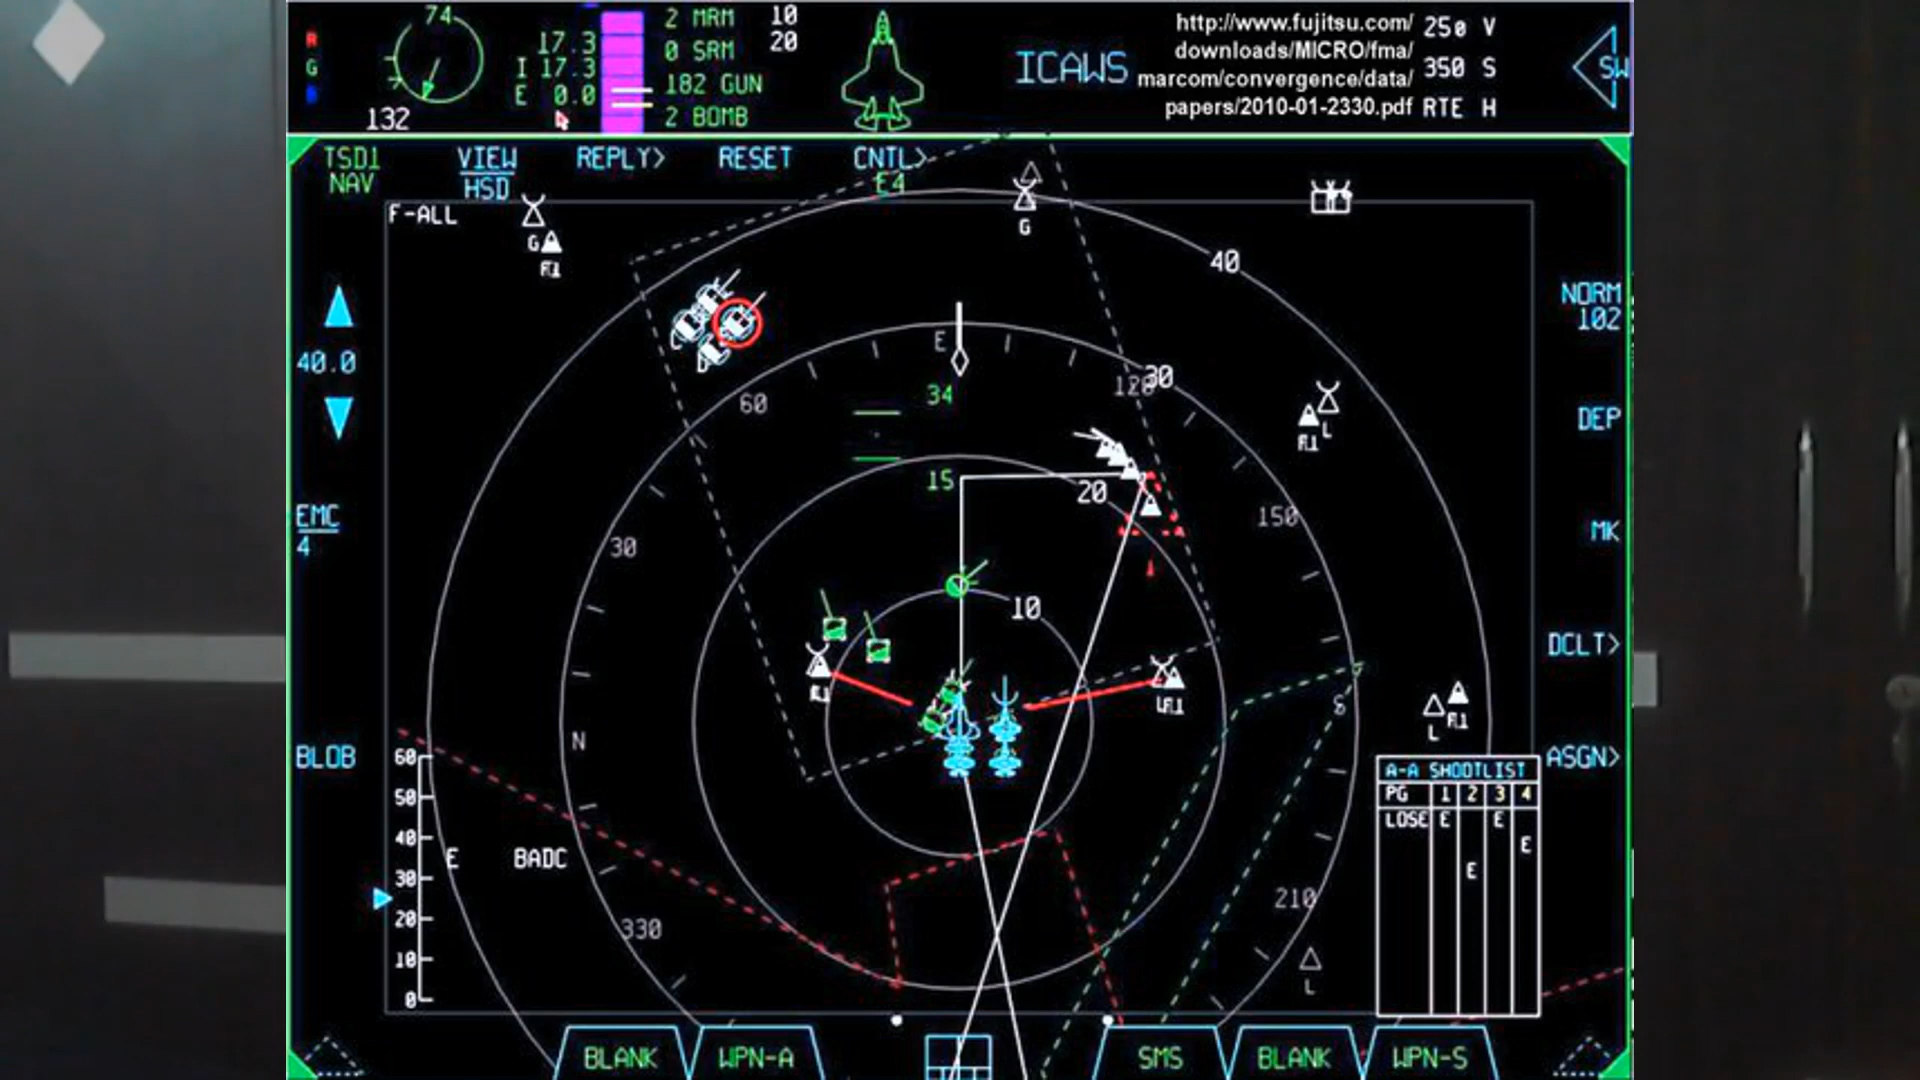 R
G
B
74
132
17.3
I 17.3
E 0.0
2 MRM
0 SRM
182 GUN
2 BOMB
10
20
ICAWS
http://www.fujitsu.com/
downloads/MICRO/fma/
marcom/convergence/data/
papers/2010-01-2330.pdf
250 V
350 S
RTE H
SW
TSD1
NAV
VIEW
HSD
REPLY>
RESET
CNTL>
E4
F-ALL
G
G
40
40.0
NORM
102
E
34
60
120
30
DEP
L
15
20
EMC
4
150
MK
30
10
DCLT>
S
L
N
BLOB
ASGN>
60
50
40
30
20
10
0
E
BADC
330
210
L
A-A SHOOTLIST
PG 1 2 3 4
LOSE E E
E
E
BLANK
WPN-A
SMS
BLANK
WPN-S